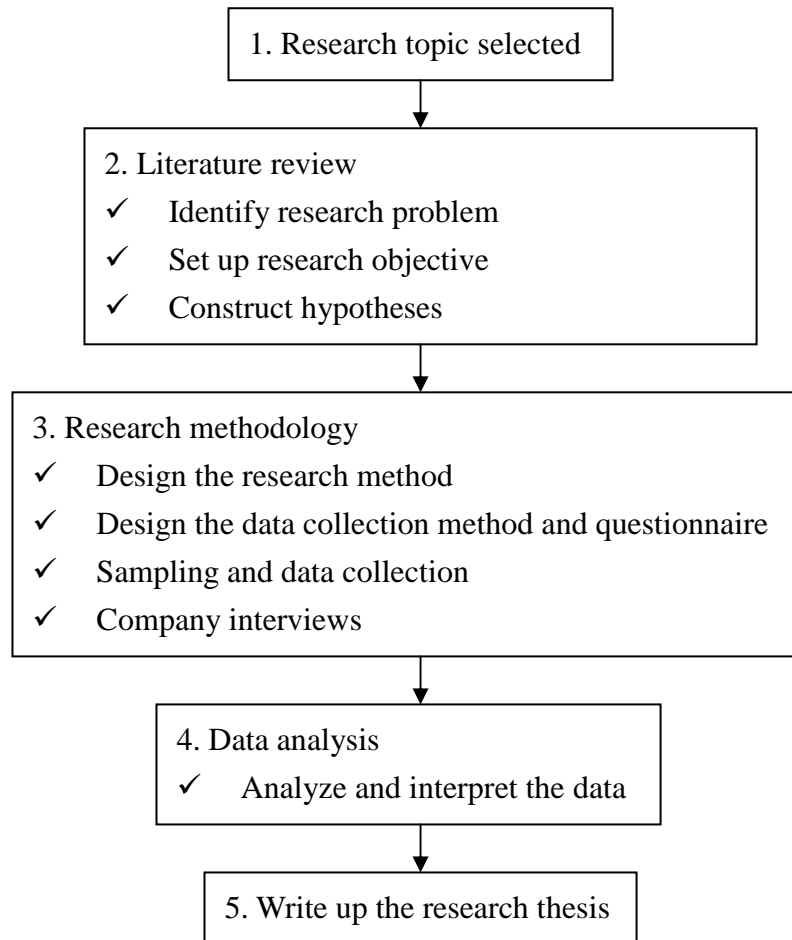 1. Research topic selected
2. Literature review
✓ Identify research problem
✓ Set up research objective
✓ Construct hypotheses
3. Research methodology
✓ Design the research method
✓ Design the data collection method and questionnaire
✓ Sampling and data collection
✓ Company interviews
4. Data analysis
✓ Analyze and interpret the data
5. Write up the research thesis